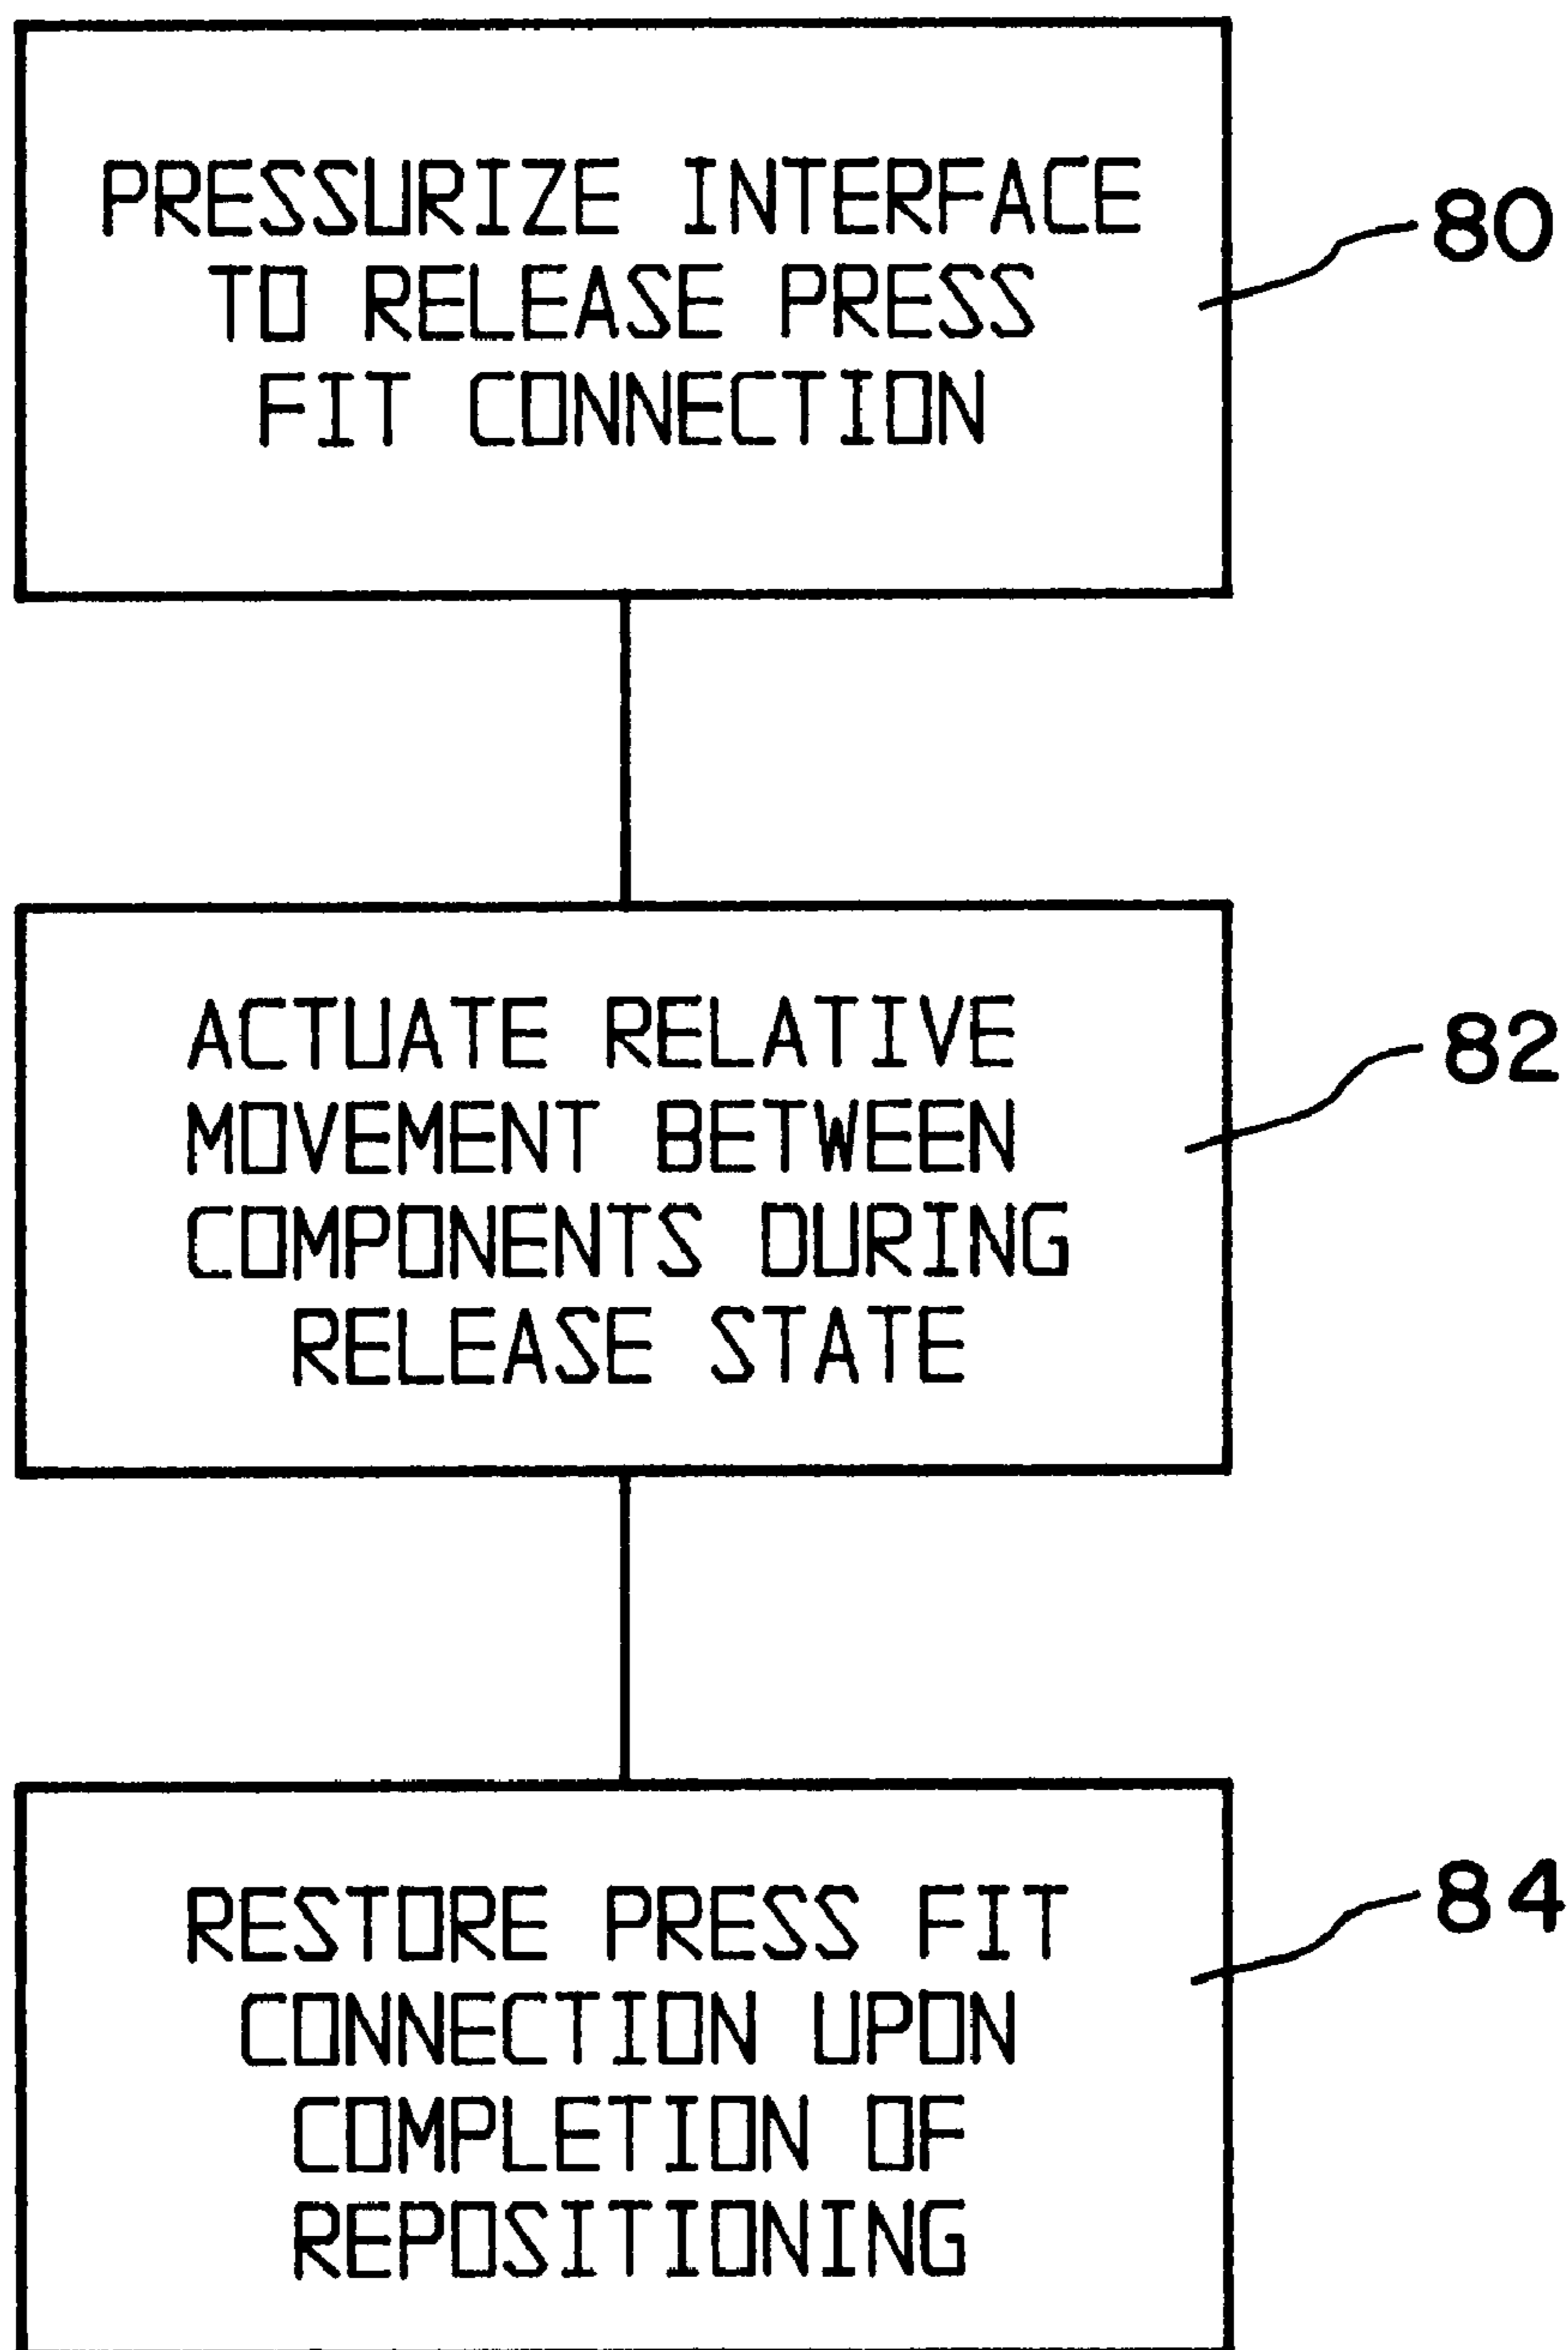 PRESSURIZE INTERFACE
TO RELEASE PRESS
FIT CONNECTION
80
ACTUATE RELATIVE
MOVEMENT BETWEEN
COMPONENTS DURING
RELEASE STATE
82
RESTORE PRESS FIT
CONNECTION UPON
COMPLETION OF
REPOSITIONING
84